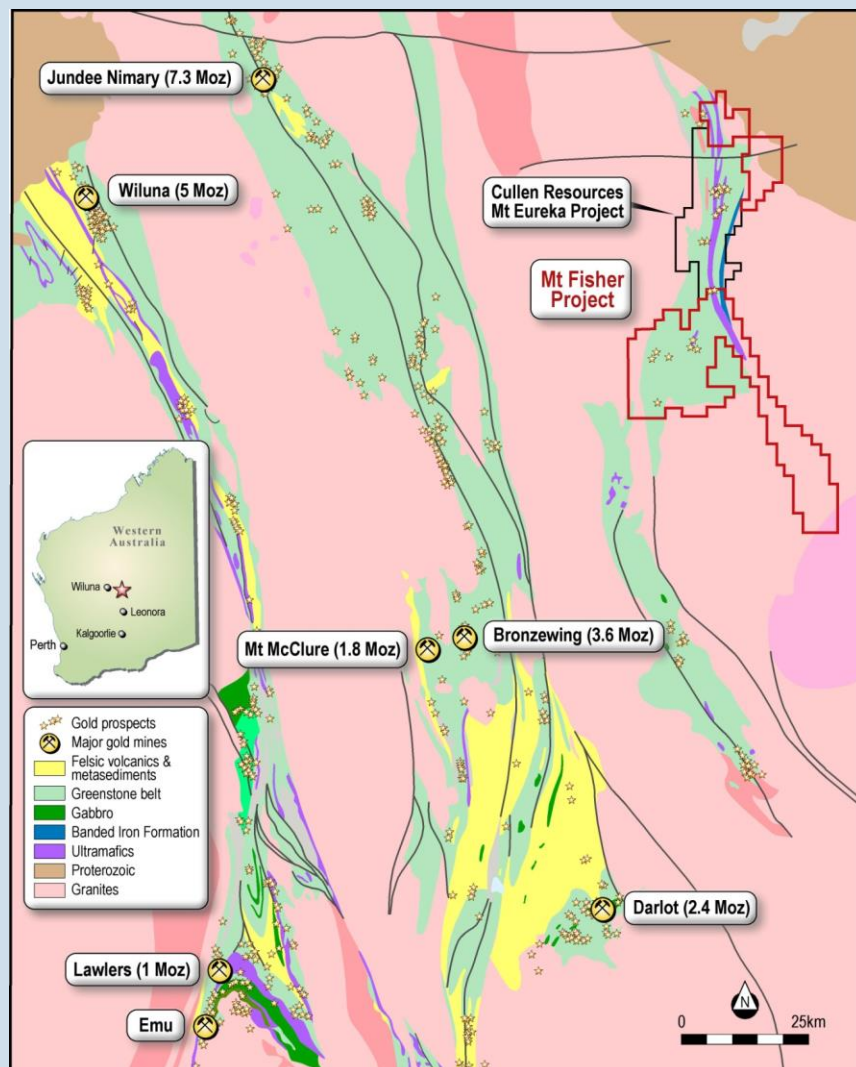 Jundee Nimary (7.3 Moz)
Wiluna (5 Moz)
Cullen Resources
Mt Eureka Project
Mt Fisher
Project
Western
Australia
Wiluna
Leonora
Kalgoorlie
Perth
Mt McClure (1.8 Moz)
Bronzewing (3.6 Moz)
Gold prospects
Major gold mines
Felsic volcanics &
metasediments
Greenstone belt
Gabbro
Banded Iron Formation
Ultramafics
Proterozoic
Granites
Darlot (2.4 Moz)
Lawlers (1 Moz)
Emu
N
0 25km